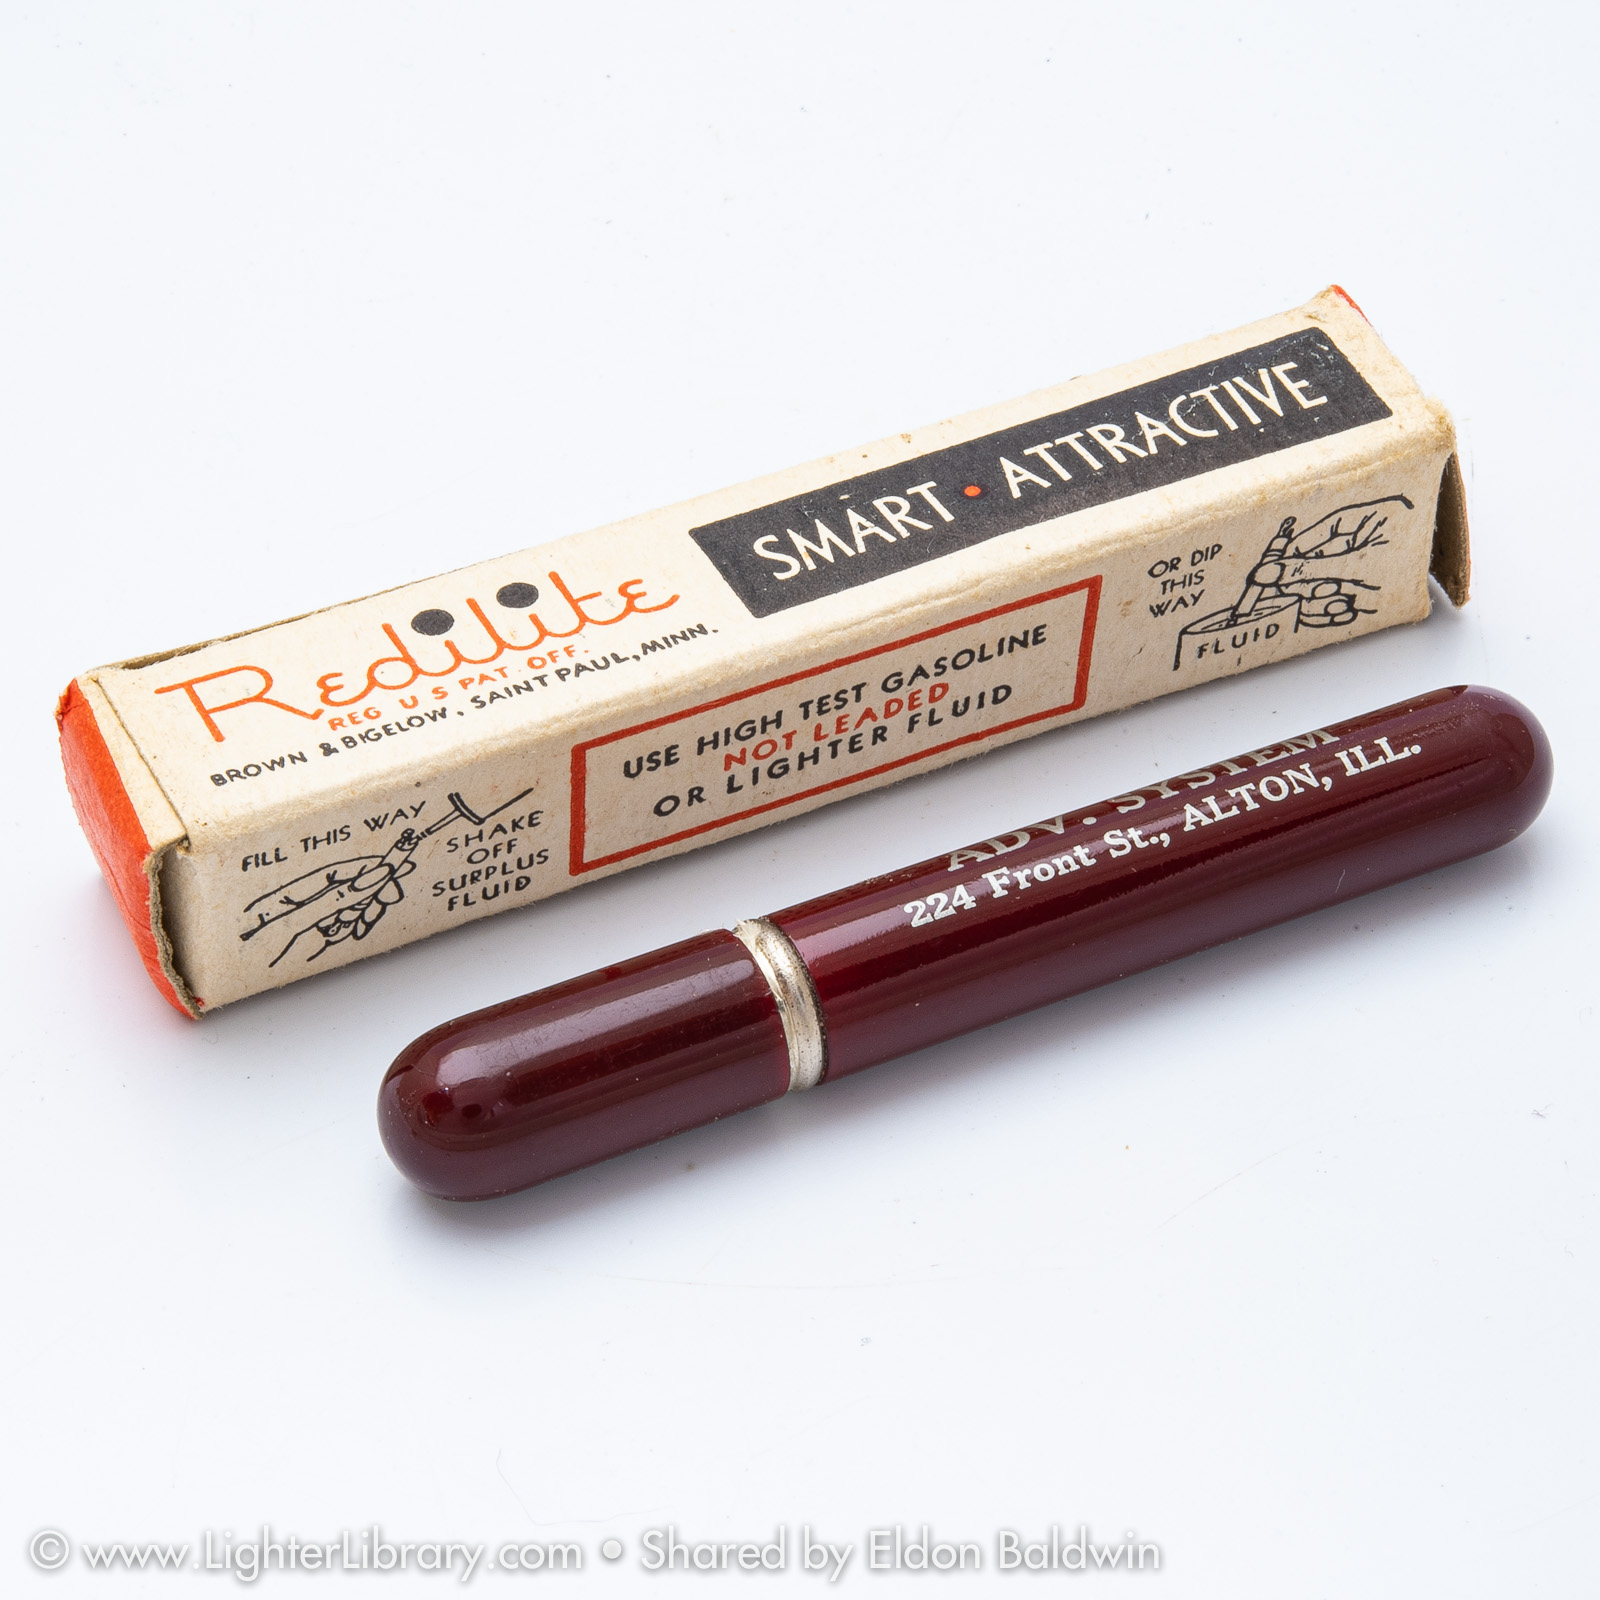 Redilite
REG U S PAT. OFF.
BROWN & BIGELOW, SAINT PAUL, MINN.
SMART • ATTRACTIVE
FILL THIS WAY
SHAKE
OFF
SURPLUS
FLUID
USE HIGH TEST GASOLINE
NOT LEADED
OR LIGHTER FLUID
OR DIP
THIS
WAY
FLUID
ADV. SYSTEM
224 Front St., ALTON, ILL.
© www.LighterLibrary.com • Shared by Eldon Baldwin